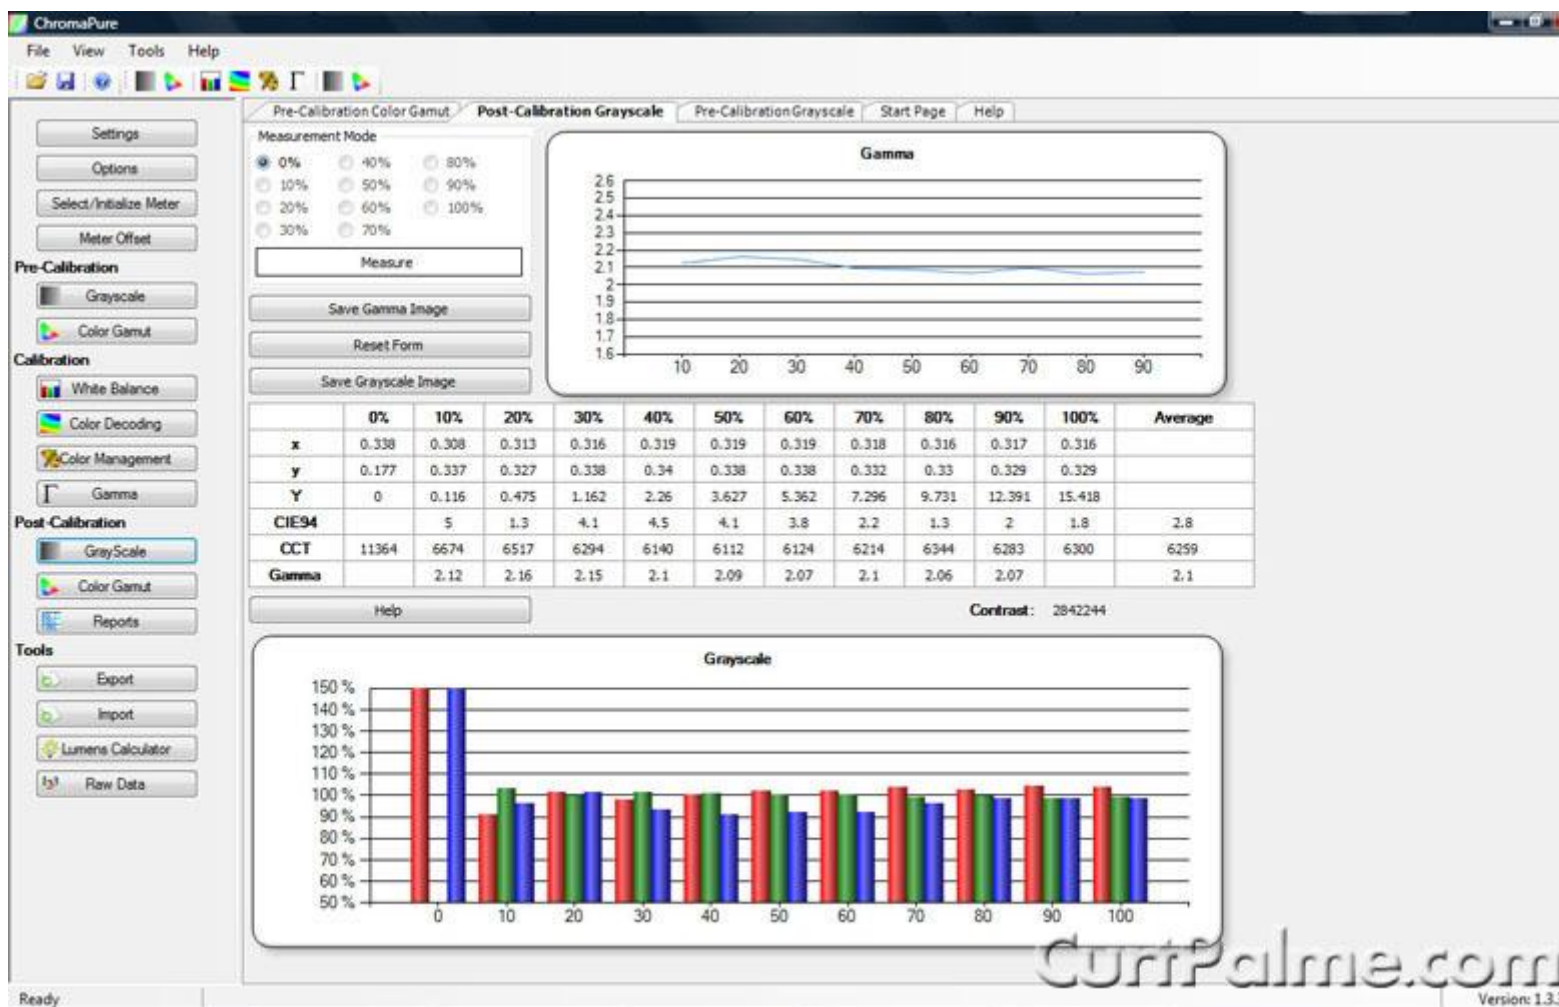 ChromaPure
File View Tools Help
Settings
Options
Select/Initialize Meter
Meter Offset
Pre-Calibration
Grayscale
Color Gamut
Calibration
White Balance
Color Decoding
Color Management
Gamma
Post-Calibration
GrayScale
Color Gamut
Reports
Tools
Export
Import
Lumens Calculator
Raw Data
Pre-Calibration Color Gamut Post-Calibration Grayscale Pre-Calibration Grayscale Start Page Help
Measurement Mode
0% 40% 80%
10% 50% 90%
20% 60% 100%
30% 70%
Measure
Save Gamma Image
Reset Form
Save Grayscale Image
Gamma
2.6
2.5
2.4
2.3
2.2
2.1
2
1.9
1.8
1.7
1.6
10 20 30 40 50 60 70 80 90
0% 10% 20% 30% 40% 50% 60% 70% 80% 90% 100% Average
x 0.338 0.308 0.313 0.316 0.319 0.319 0.319 0.318 0.316 0.317 0.316
y 0.177 0.337 0.327 0.338 0.34 0.338 0.338 0.332 0.33 0.329 0.329
Y 0 0.116 0.475 1.162 2.26 3.627 5.362 7.296 9.731 12.391 15.418
CIE94 5 1.3 4.1 4.5 4.1 3.8 2.2 1.3 2 1.8 2.8
CCT 11364 6674 6517 6294 6140 6112 6124 6214 6344 6283 6300 6259
Gamma 2.12 2.16 2.15 2.1 2.09 2.07 2.1 2.06 2.07 2.1
Help
Contrast: 2842244
Grayscale
150 %
140 %
130 %
120 %
110 %
100 %
90 %
80 %
70 %
60 %
50 %
0 10 20 30 40 50 60 70 80 90 100
CurtPalme.com
Ready
Version: 1.3